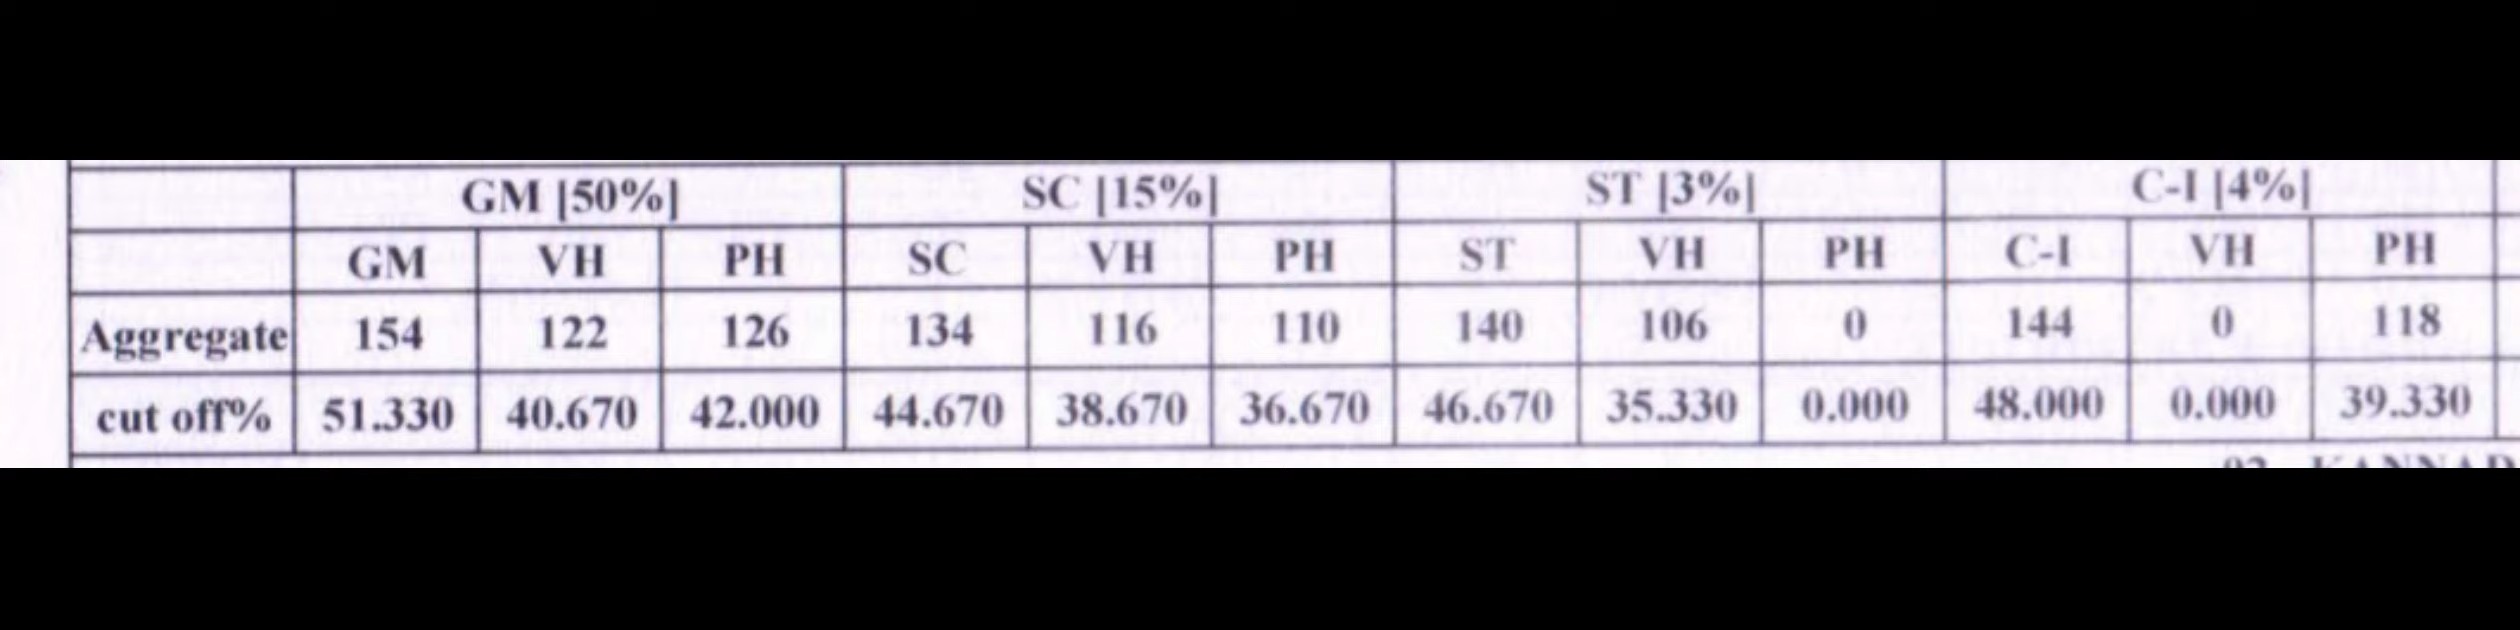 GM [50%] SC [15%] ST [3%] C-I [4%]
GM VH PH SC VH PH ST VH PH C-I VH PH
Aggregate 154 122 126 134 116 110 140 106 0 144 0 118
cut off% 51.330 40.670 42.000 44.670 38.670 36.670 46.670 35.330 0.000 48.000 0.000 39.330